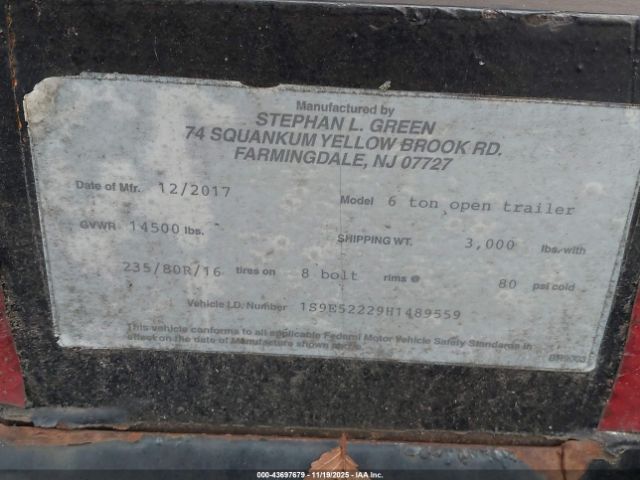 Manufactured by
STEPHAN L. GREEN
74 SQUANKUM YELLOW BROOK RD.
FARMINGDALE, NJ 07727
Date of Mfr. 12/2017
Model 6 ton open trailer
GVWR 14500 lbs.
SHIPPING WT. 3,000 lbs. with
235/80R/16 tires on 8 bolt rims @ 80 psi cold
Vehicle I.D. Number 1S9E52229H1489559
This vehicle conforms to all applicable Federal Motor Vehicle Safety Standards in
effect on the date of Manufacture shown
00-43697679 - 11/19/2025 - IAA Inc.